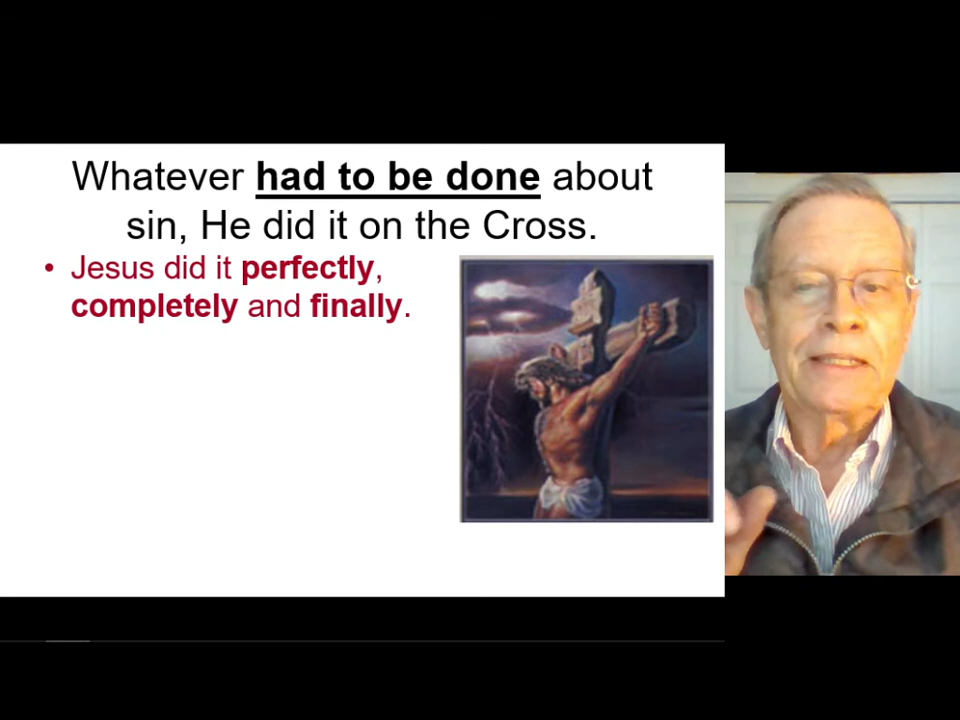 Whatever had to be done about
sin, He did it on the Cross.
• Jesus did it perfectly,
completely and finally.